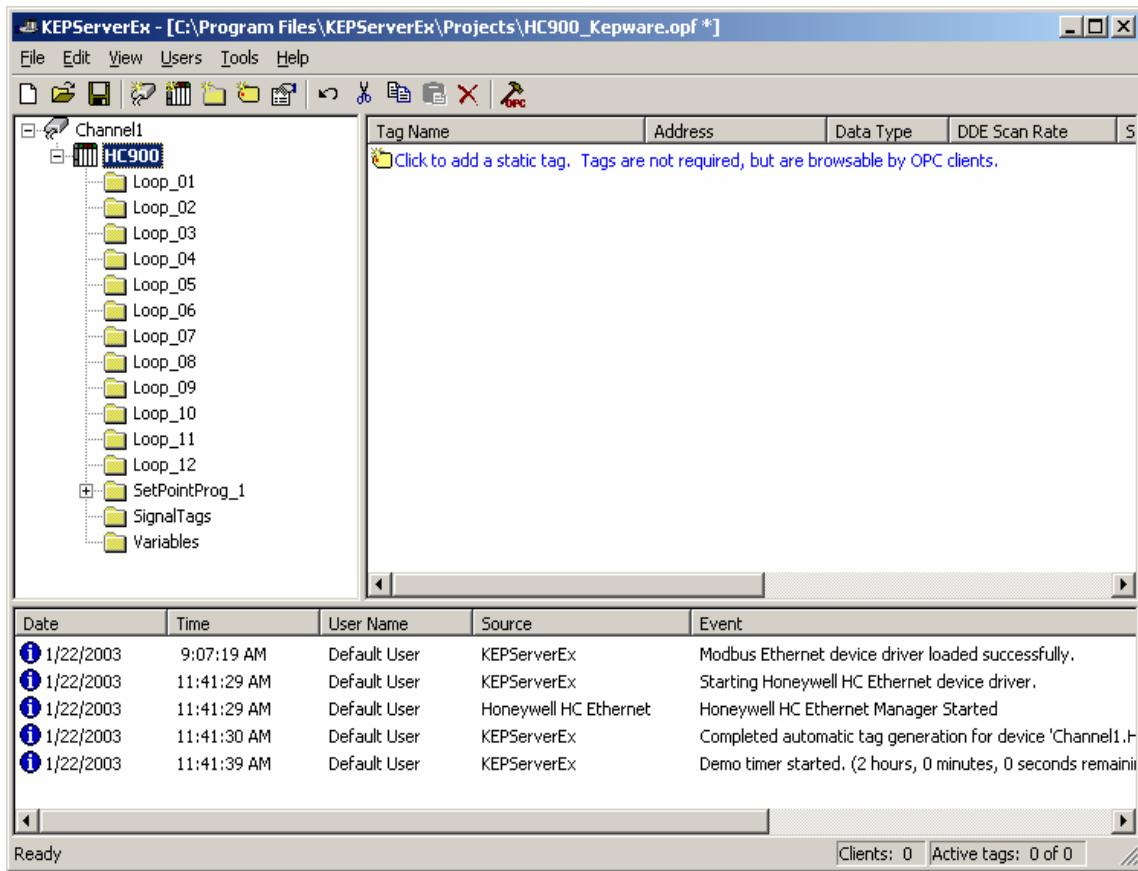 KEPServerEx - [C:\Program Files\KEPServerEx\Projects\HC900_Kepware.opf *]
File Edit View Users Tools Help
OPC
Channel1
HC900
Loop_01
Loop_02
Loop_03
Loop_04
Loop_05
Loop_06
Loop_07
Loop_08
Loop_09
Loop_10
Loop_11
Loop_12
SetPointProg_1
SignalTags
Variables
Tag Name Address Data Type DDE Scan Rate S
Click to add a static tag. Tags are not required, but are browsable by OPC clients.
Date Time User Name Source Event
1/22/2003 9:07:19 AM Default User KEPServerEx Modbus Ethernet device driver loaded successfully.
1/22/2003 11:41:29 AM Default User KEPServerEx Starting Honeywell HC Ethernet device driver.
1/22/2003 11:41:29 AM Default User Honeywell HC Ethernet Honeywell HC Ethernet Manager Started
1/22/2003 11:41:30 AM Default User KEPServerEx Completed automatic tag generation for device 'Channel1.H
1/22/2003 11:41:39 AM Default User KEPServerEx Demo timer started. (2 hours, 0 minutes, 0 seconds remaini
Ready Clients: 0 Active tags: 0 of 0